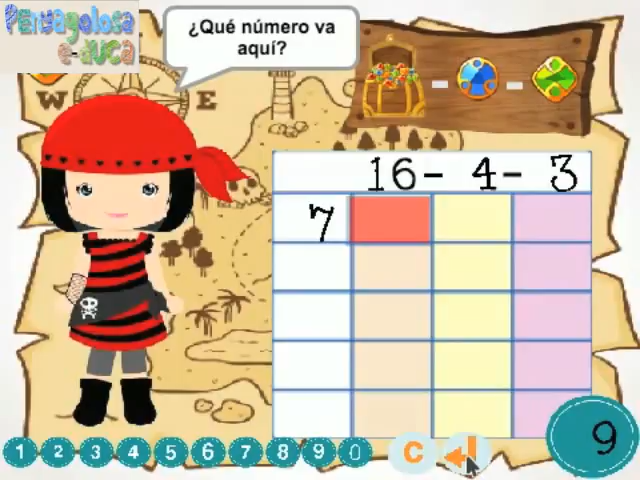 Pervagolosa
e-duca
¿Qué número va
aquí?
W E
16- 4- 3
7
1 2 3 4 5 6 7 8 9 0 C
9